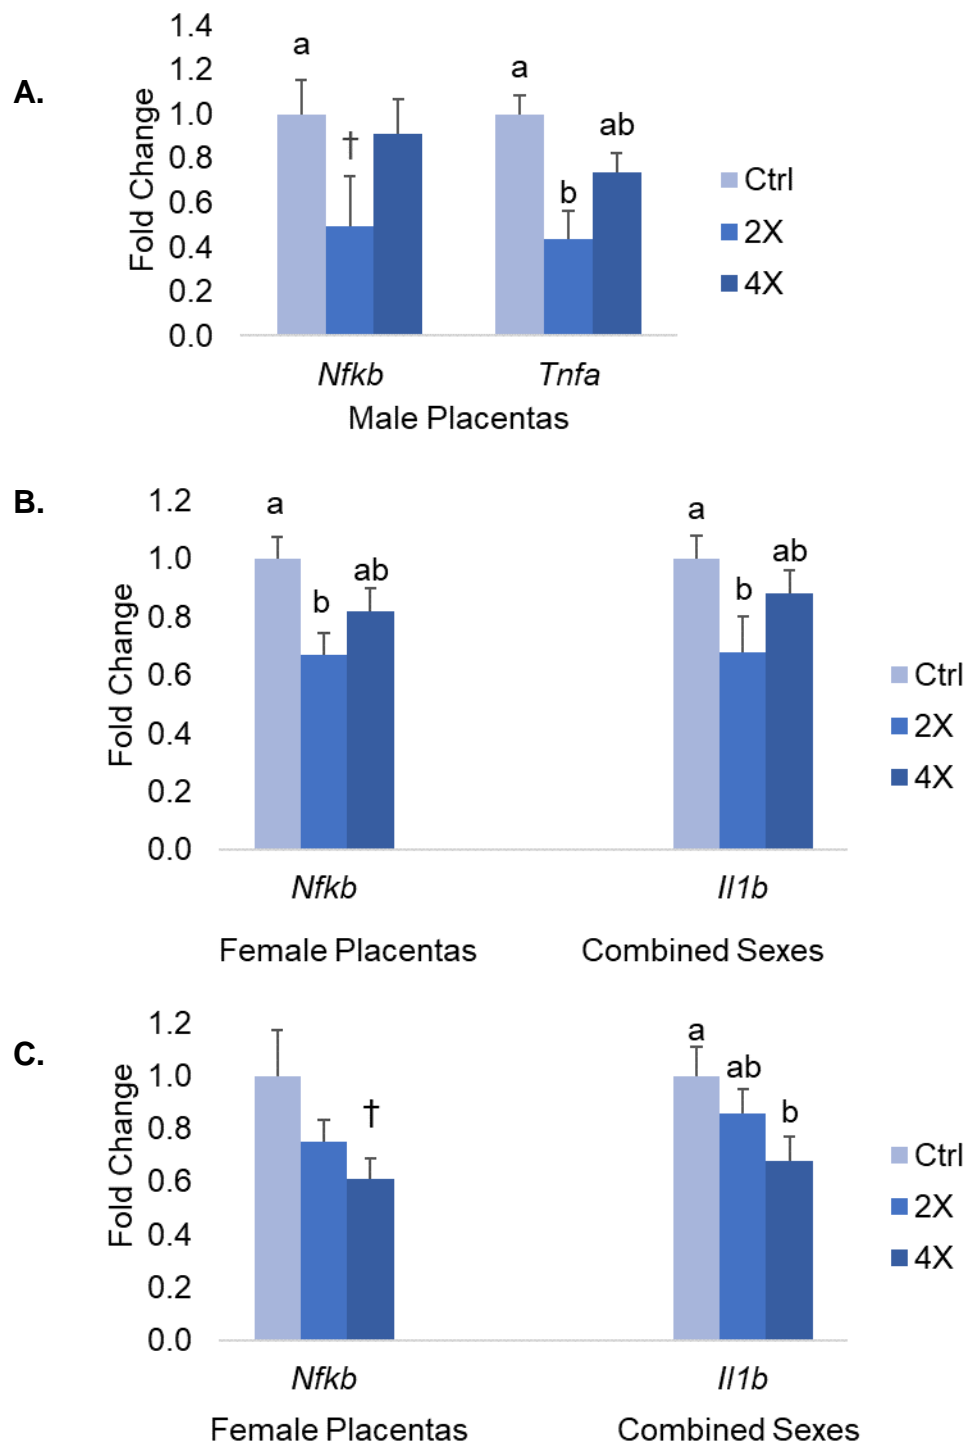 A.
Fold Change
1.4
1.2
1.0
0.8
0.6
0.4
0.2
0.0
a
†
a
b
ab
Nfkb
Tnfa
Male Placentas
Ctrl
2X
4X
B.
Fold Change
1.2
1.0
0.8
0.6
0.4
0.2
0.0
a
b
ab
a
b
ab
Nfkb
Il1b
Female Placentas
Combined Sexes
Ctrl
2X
4X
C.
Fold Change
1.2
1.0
0.8
0.6
0.4
0.2
0.0
†
a
ab
b
Nfkb
Il1b
Female Placentas
Combined Sexes
Ctrl
2X
4X